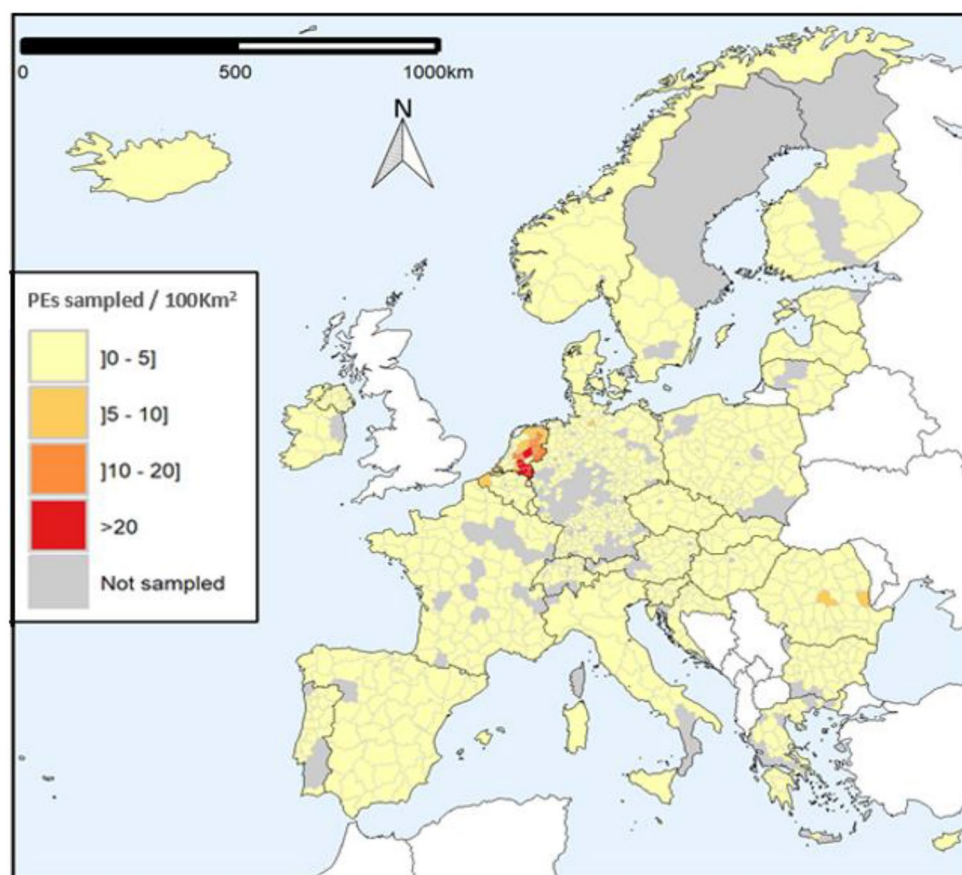 0 500 1000km
N
PEs sampled / 100Km²
]0 - 5]
]5 - 10]
]10 - 20]
>20
Not sampled